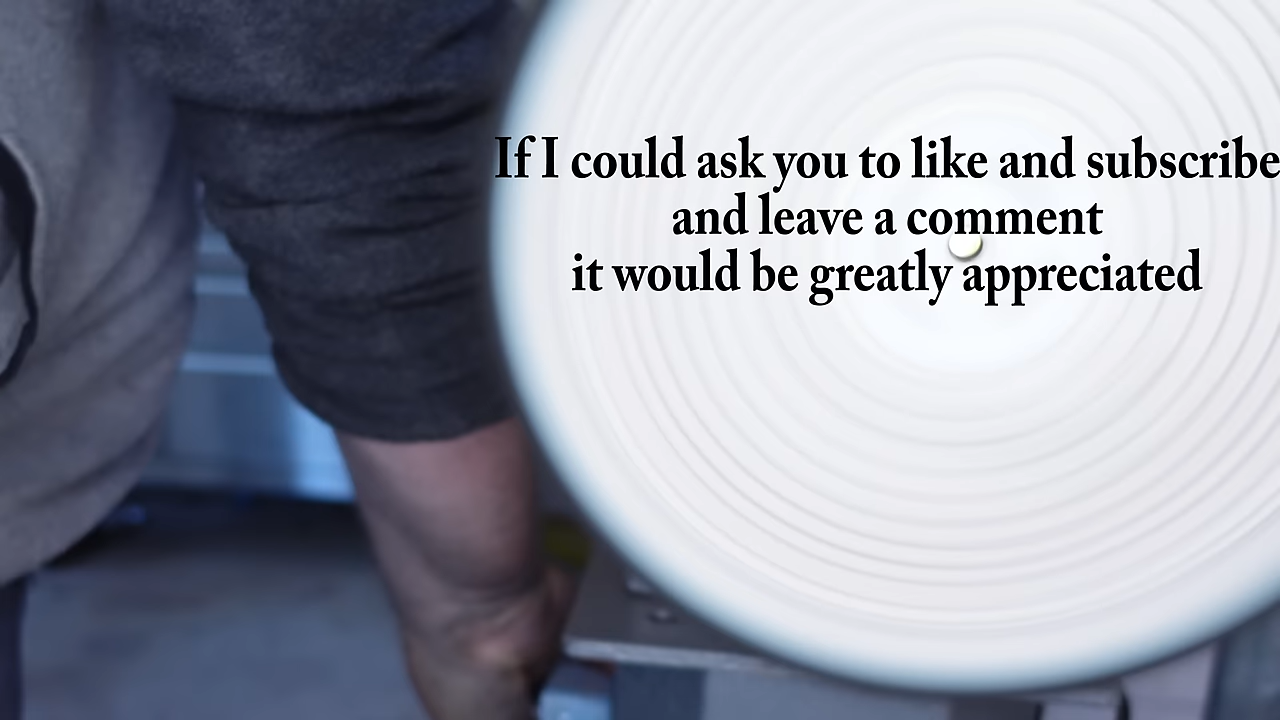 If I could ask you to like and subscribe
and leave a comment
it would be greatly appreciated